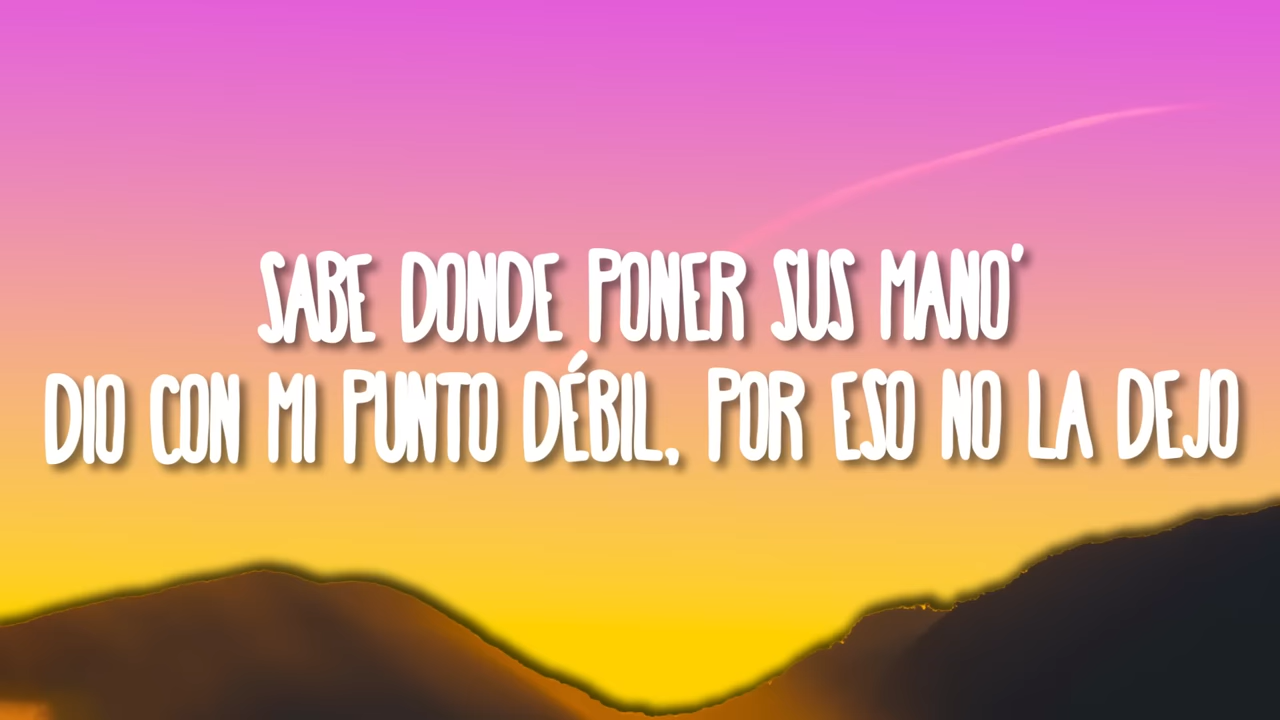 SABE DONDE PONER SUS MANO'
DIO CON MI PUNTO DÉBIL, POR ESO NO LA DEJO